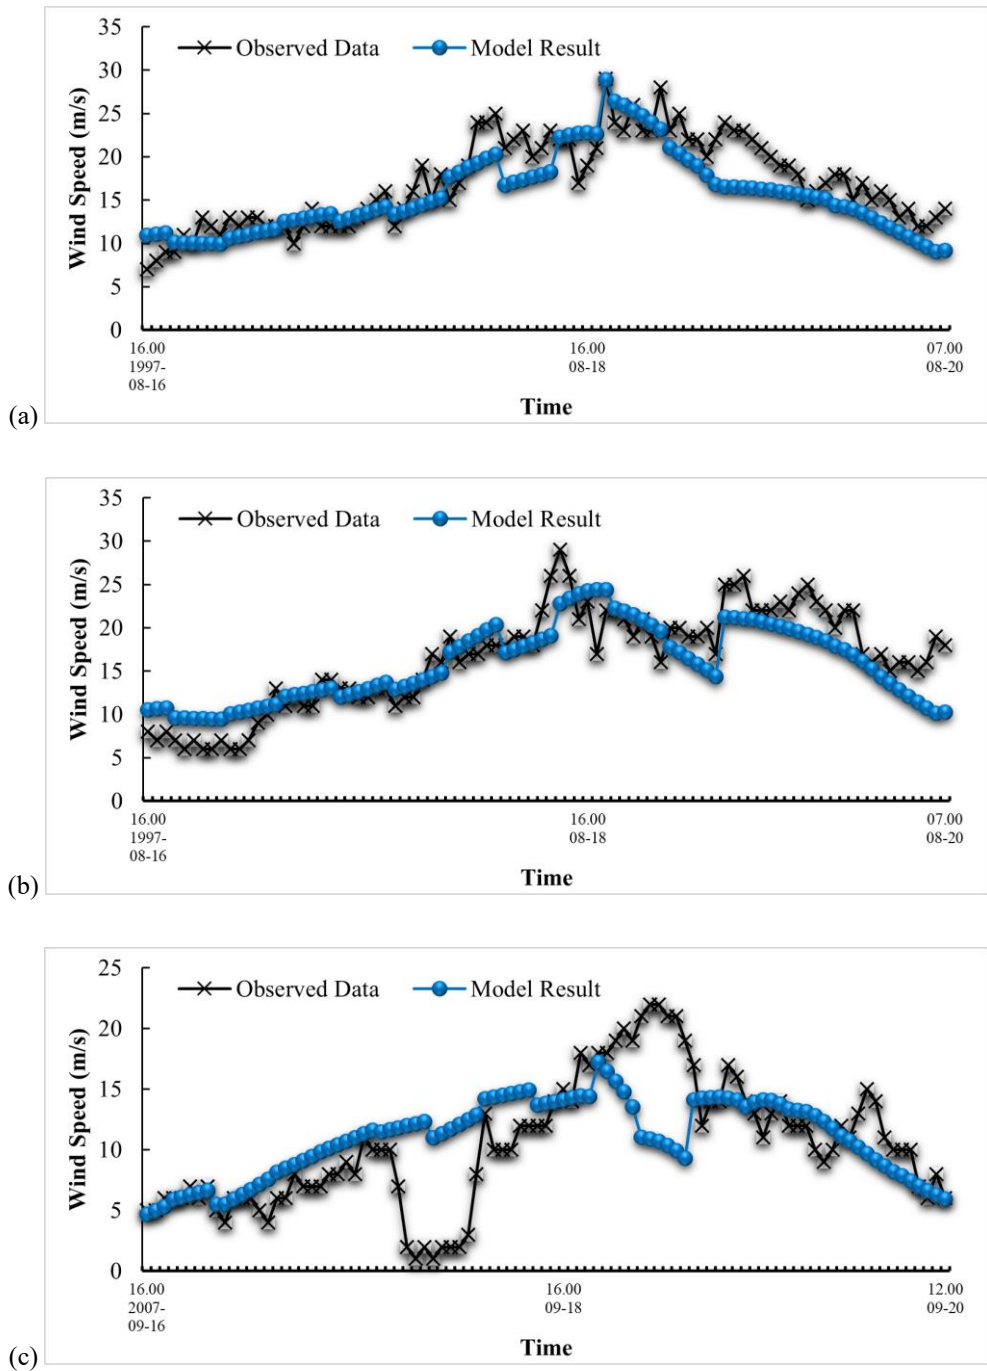 35
Observed Data Model Result
30
25
20
15
10
5
0
Wind Speed (m/s)
16.00 16.00 07.00
1997- 08-18 08-20
08-16
Time
(a)
35
Observed Data Model Result
30
25
20
15
10
5
0
Wind Speed (m/s)
16.00 16.00 07.00
1997- 08-18 08-20
08-16
Time
(b)
25
Observed Data Model Result
20
15
10
5
0
Wind Speed (m/s)
16.00 16.00 12.00
2007- 09-18 09-20
09-16
Time
(c)